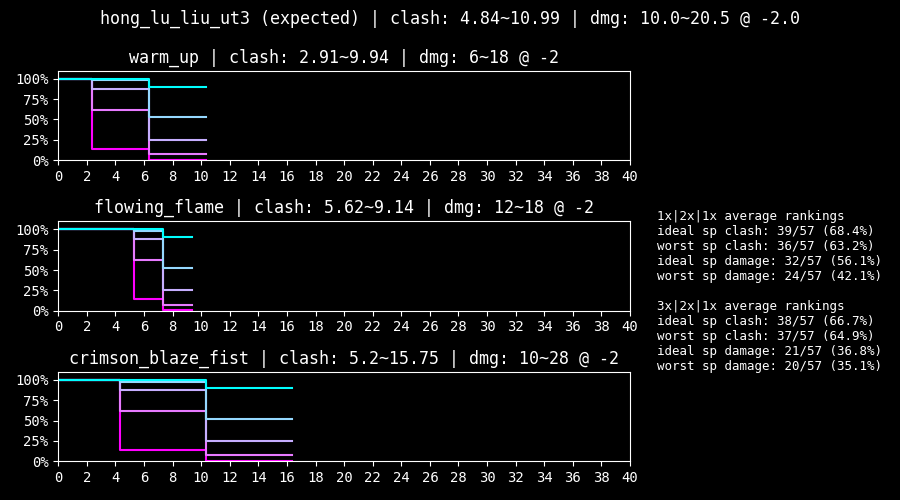 hong_lu_liu_ut3 (expected) | clash: 4.84~10.99 | dmg: 10.0~20.5 @ -2.0
warm_up | clash: 2.91~9.94 | dmg: 6~18 @ -2
100%
75%
50%
25%
0%
0 2 4 6 8 10 12 14 16 18 20 22 24 26 28 30 32 34 36 38 40
flowing_flame | clash: 5.62~9.14 | dmg: 12~18 @ -2
100%
75%
50%
25%
0%
0 2 4 6 8 10 12 14 16 18 20 22 24 26 28 30 32 34 36 38 40
crimson_blaze_fist | clash: 5.2~15.75 | dmg: 10~28 @ -2
100%
75%
50%
25%
0%
0 2 4 6 8 10 12 14 16 18 20 22 24 26 28 30 32 34 36 38 40
1x|2x|1x average rankings
ideal sp clash: 39/57 (68.4%)
worst sp clash: 36/57 (63.2%)
ideal sp damage: 32/57 (56.1%)
worst sp damage: 24/57 (42.1%)
3x|2x|1x average rankings
ideal sp clash: 38/57 (66.7%)
worst sp clash: 37/57 (64.9%)
ideal sp damage: 21/57 (36.8%)
worst sp damage: 20/57 (35.1%)